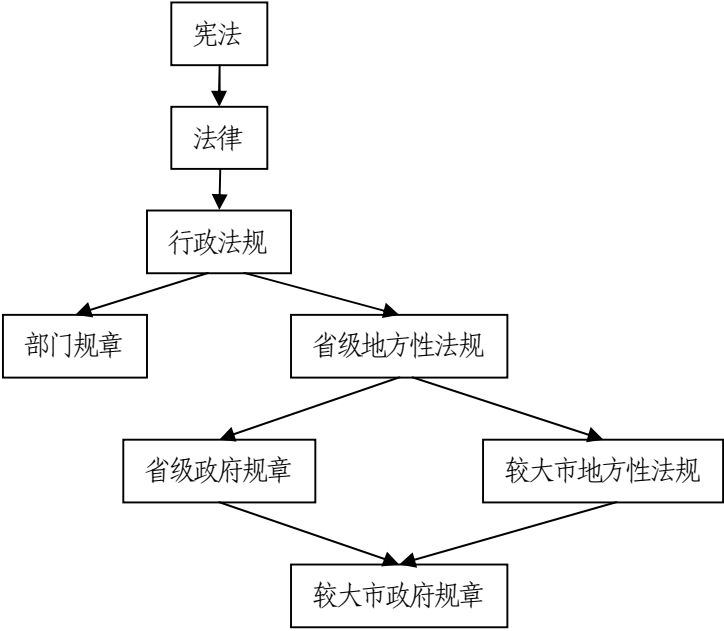 宪法
法律
行政法规
部门规章
省级地方性法规
省级政府规章
较大市地方性法规
较大市政府规章